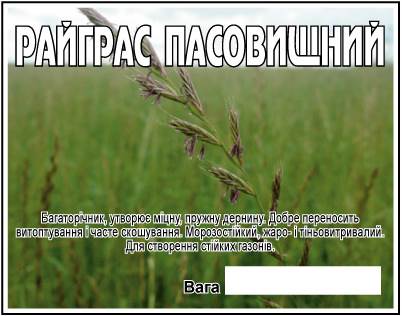 РАЙГРАС ПАСОВИЩНИЙ
Багаторічник, утворює міцну, пружну дернину. Добре переносить
витоптування і часте скошування. Морозостійкий, жаро- і тіньовитривалий.
Для створення стійких газонів.
Вага